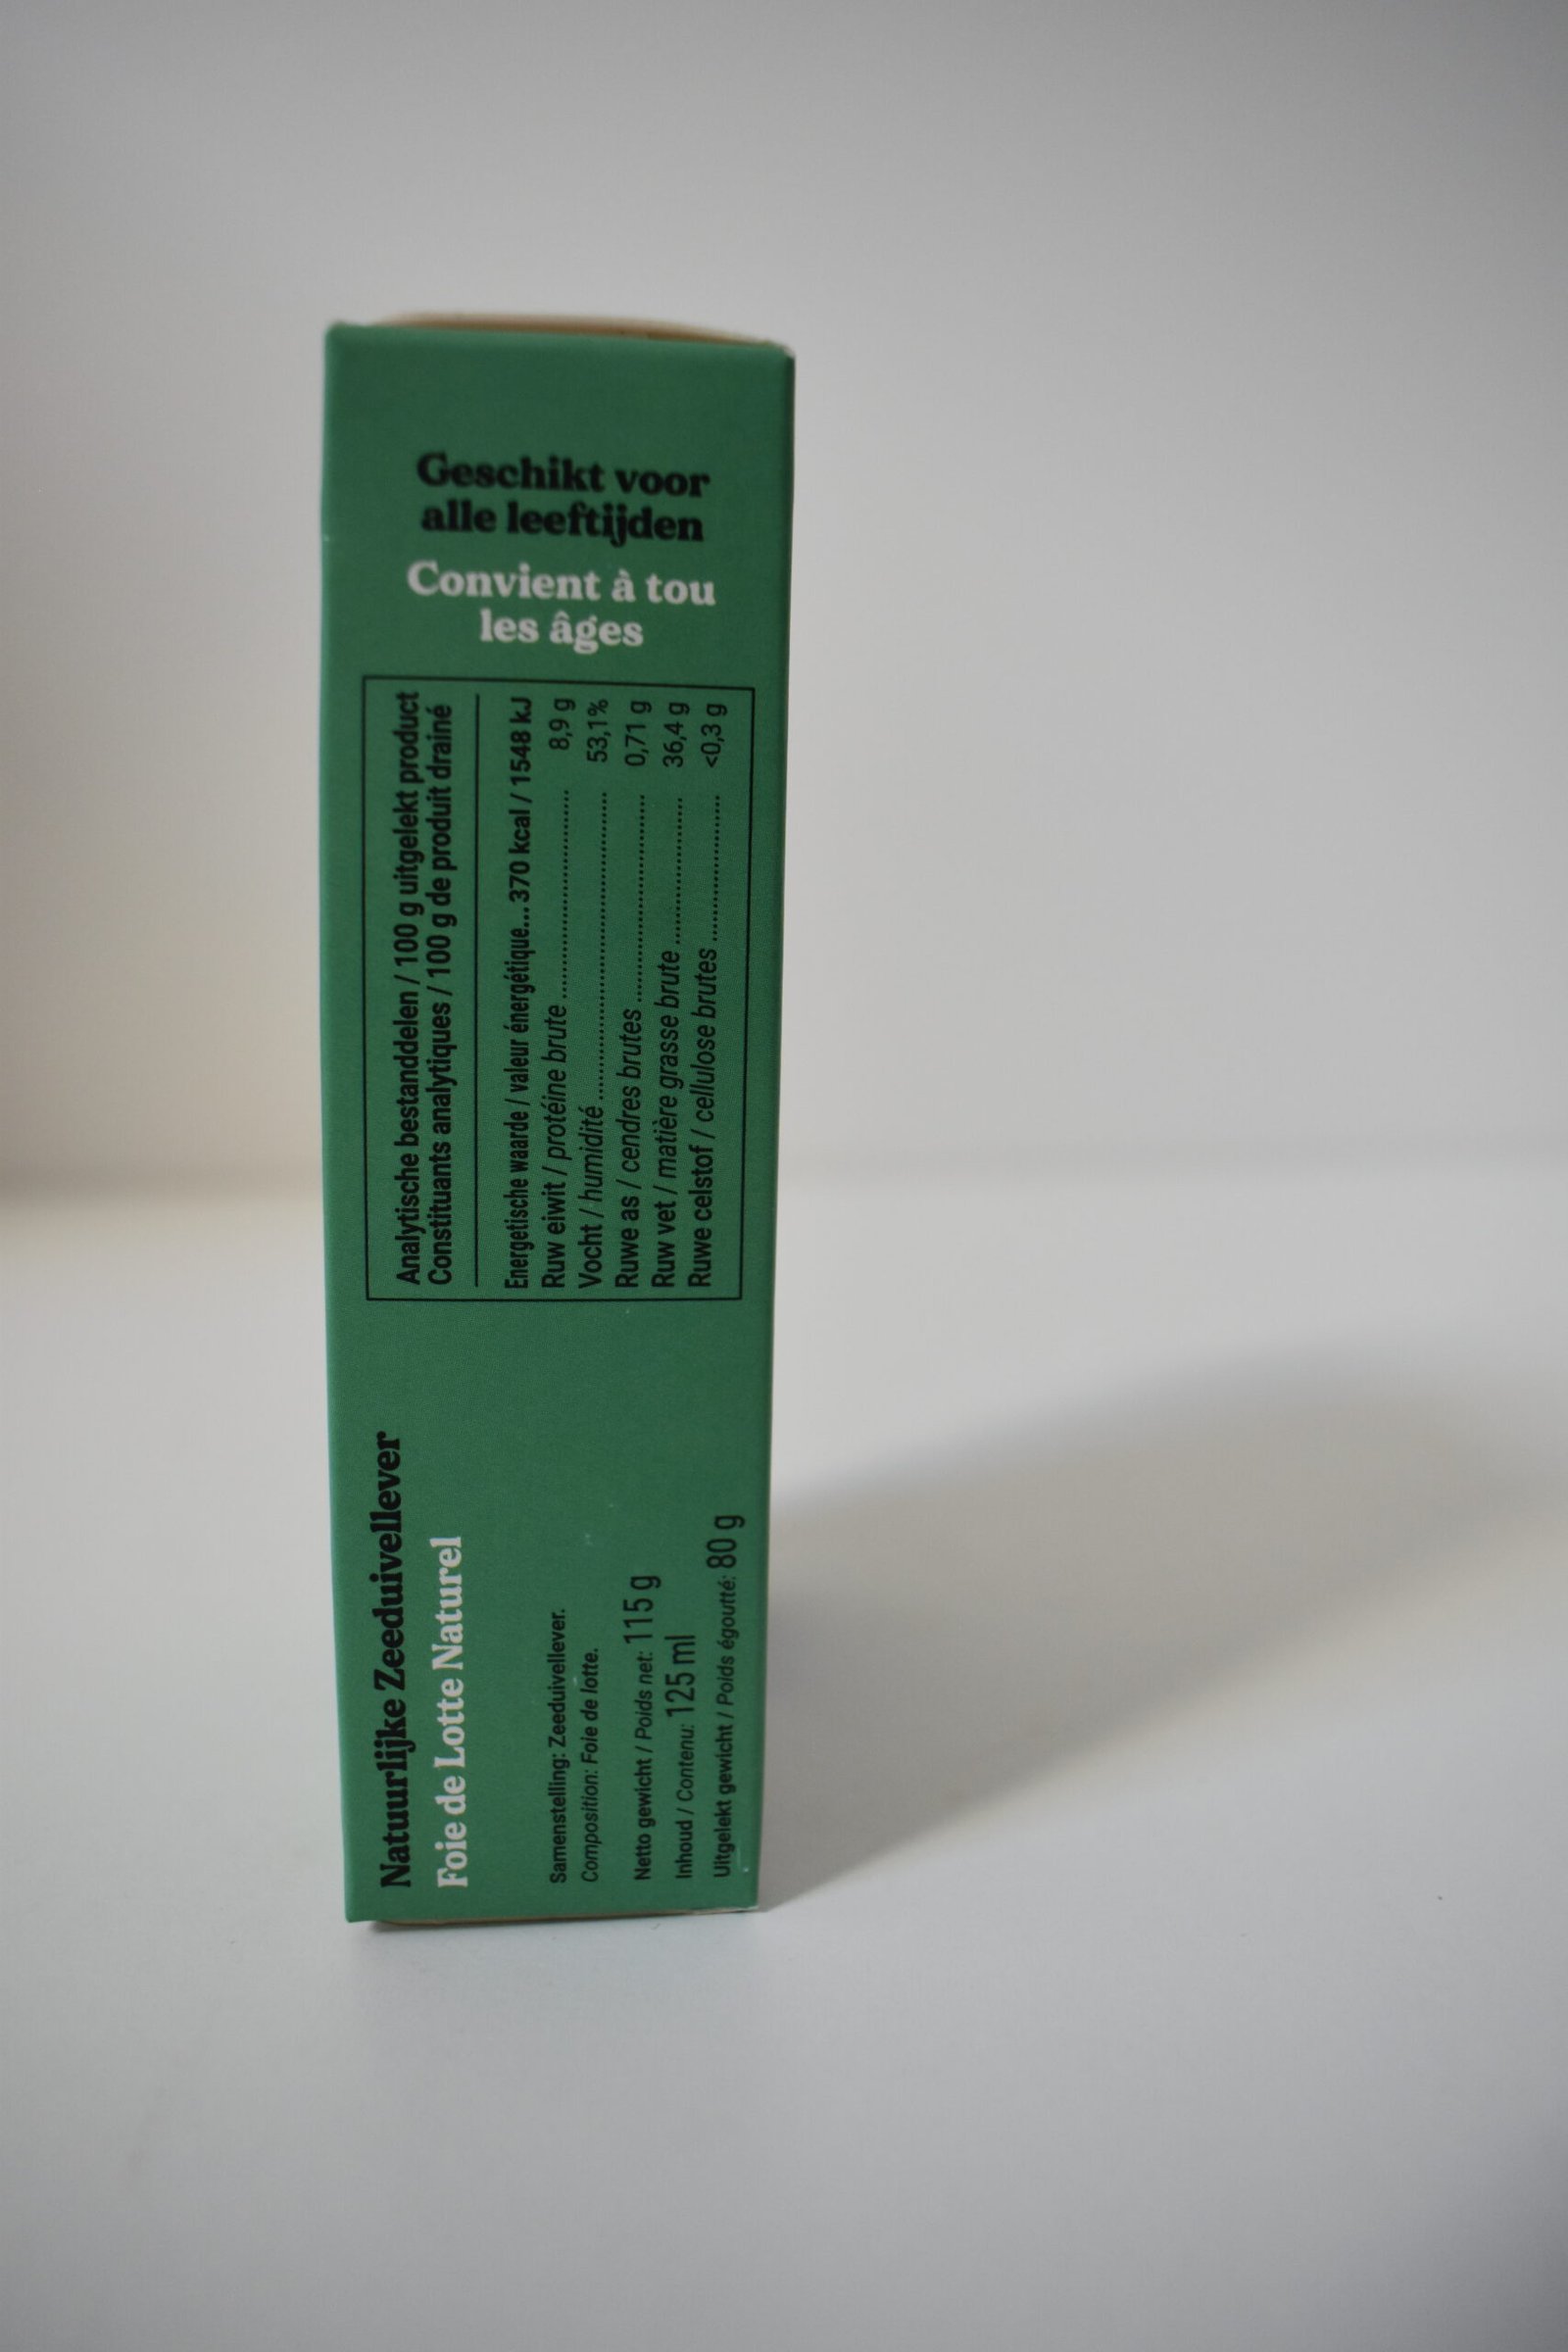 Geschikt voor
alle leeftijden
Convient à tou
les âges
Analytische bestanddelen / 100 g uitgelekt product
Constituants analytiques / 100 g de produit drainé
Energetische waarde / valeur énergétique... 370 kcal / 1548 kJ
Ruw eiwit / protéine brute ........................ 8,9 g
Vocht / humidité ................................... 53,1%
Ruwe as / cendres brutes ........................ 0,71 g
Ruw vet / matière grasse brute ................. 36,4 g
Ruwe celstof / cellulose brutes ................. <0,3 g
Natuurlijke Zeeduivellever
Foie de Lotte Naturel
Samenstelling: Zeeduivellever.
Composition: Foie de lotte.
Netto gewicht / Poids net: 115 g
Inhoud / Contenu: 125 ml
Uitgelekt gewicht / Poids égoutté: 80 g